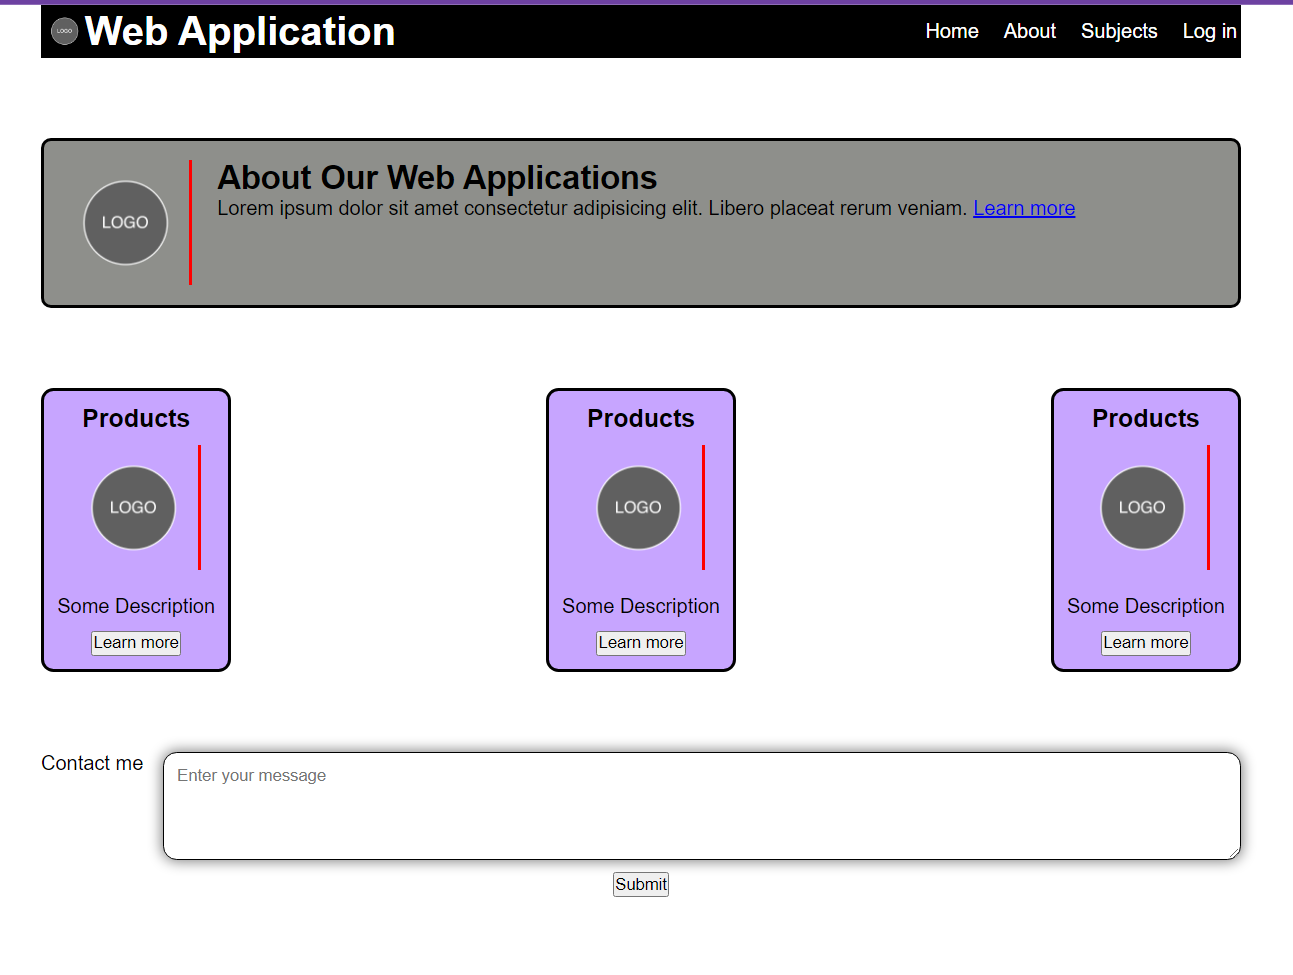 LOGO Web Application Home About Subjects Log in
About Our Web Applications
LOGO
Lorem ipsum dolor sit amet consectetur adipisicing elit. Libero placeat rerum veniam. Learn more
Products
LOGO
Some Description
Learn more
Products
LOGO
Some Description
Learn more
Products
LOGO
Some Description
Learn more
Contact me
Enter your message
Submit